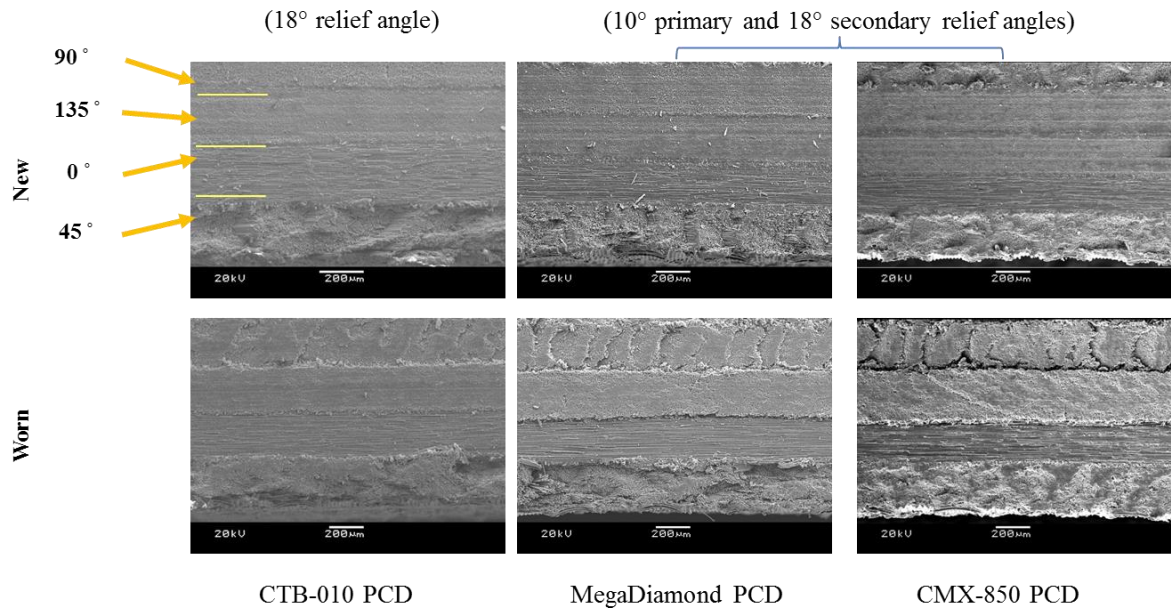 (18° relief angle)
(10° primary and 18° secondary relief angles)
90°
135°
0°
45°
New
20kV 200µm
20kV 200µm
20kV 200µm
Worn
20kV 200µm
20kV 200µm
20kV 200µm
CTB-010 PCD
MegaDiamond PCD
CMX-850 PCD